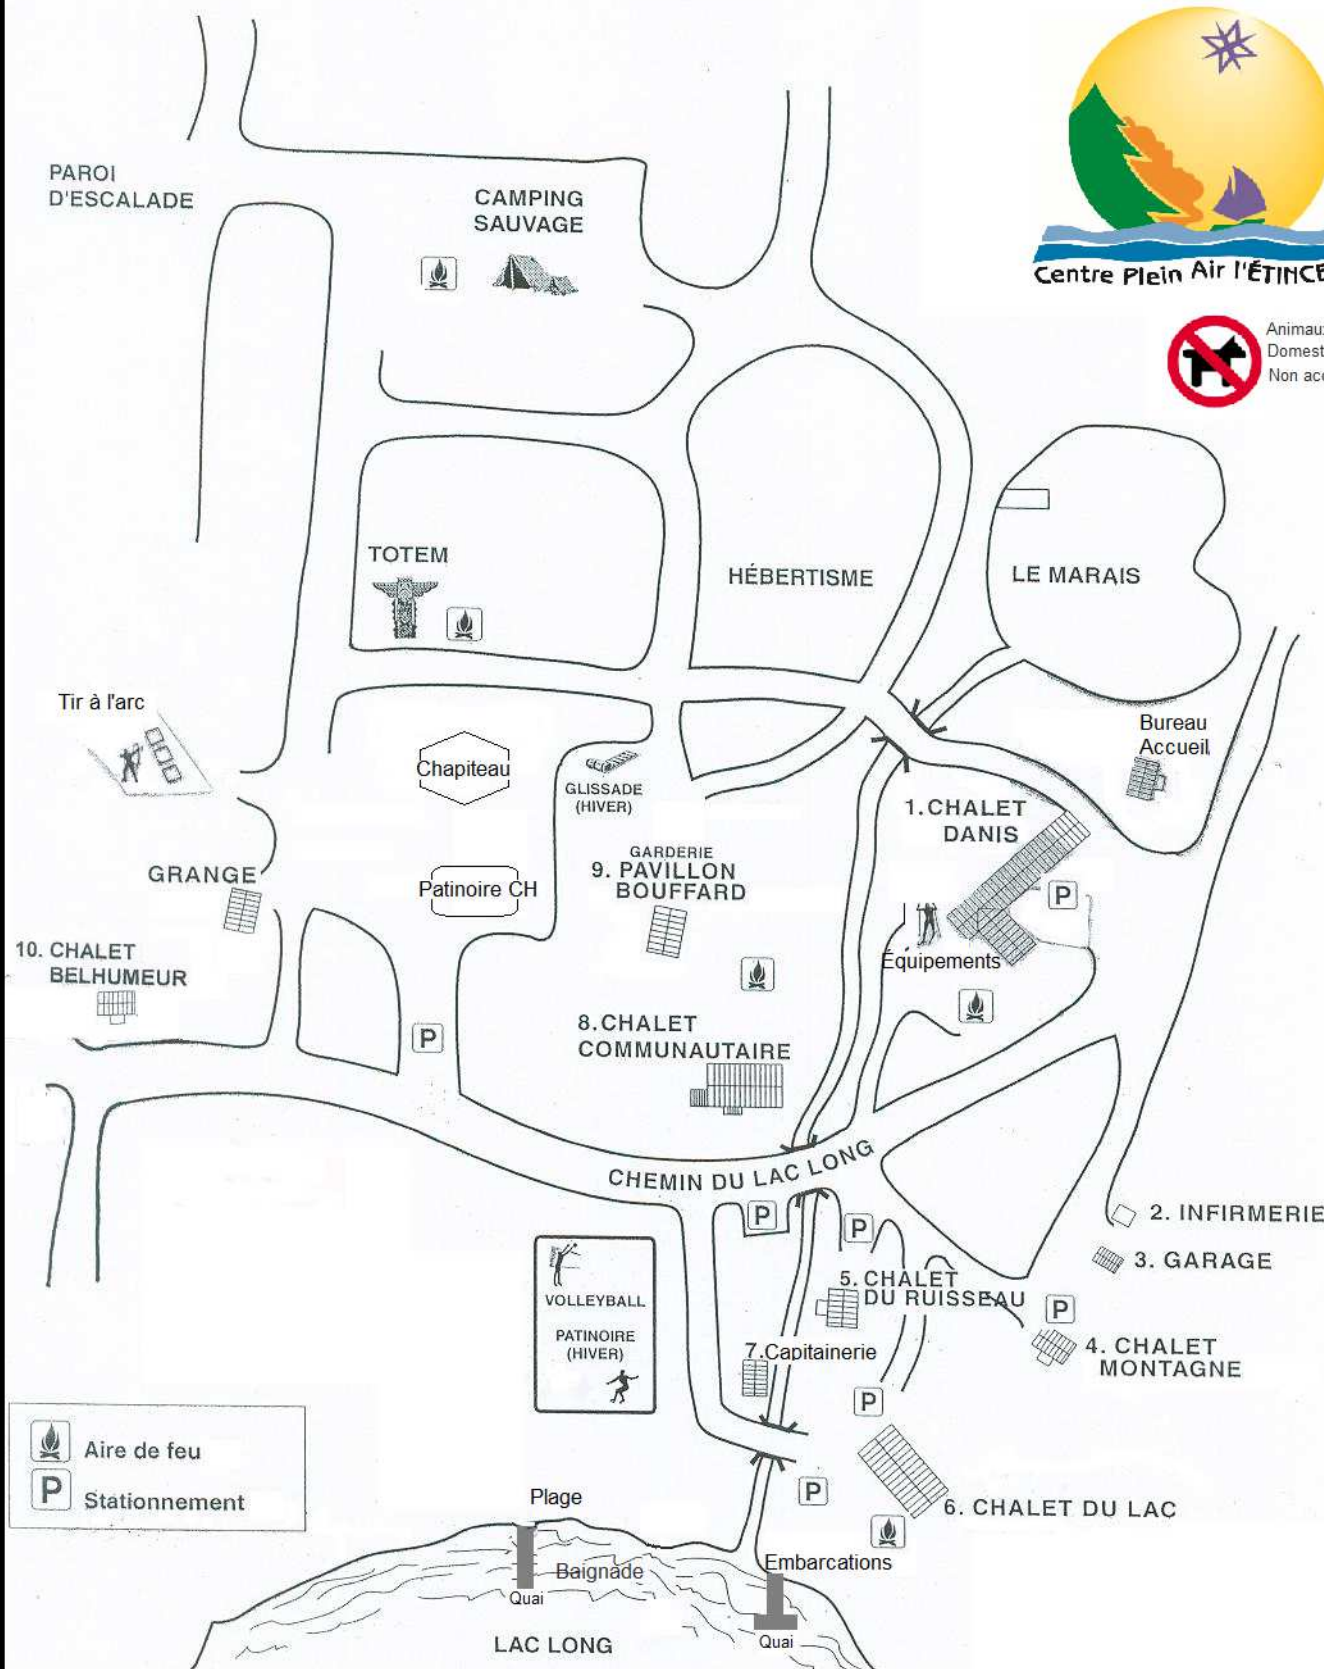 Centre Plein Air l'ÉTINCE
Animaux
Domest
Non acc
PAROI
D'ESCALADE
CAMPING
SAUVAGE
TOTEM
HÉBERTISME
LE MARAIS
Tir à l'arc
Bureau
Accueil
Chapiteau
GLISSADE
(HIVER)
1. CHALET
DANIS
GARDERIE
9. PAVILLON
BOUFFARD
GRANGE
Patinoire CH
P
10. CHALET
BELHUMEUR
Équipements
P
8. CHALET
COMMUNAUTAIRE
CHEMIN DU LAC LONG
P
P
2. INFIRMERIE
3. GARAGE
5. CHALET
DU RUISSEAU
P
4. CHALET
MONTAGNE
VOLLEYBALL
PATINOIRE
(HIVER)
7. Capitainerie
P
Aire de feu
P Stationnement
P
6. CHALET DU LAC
Plage
Baignade
Embarcations
Quai
Quai
LAC LONG